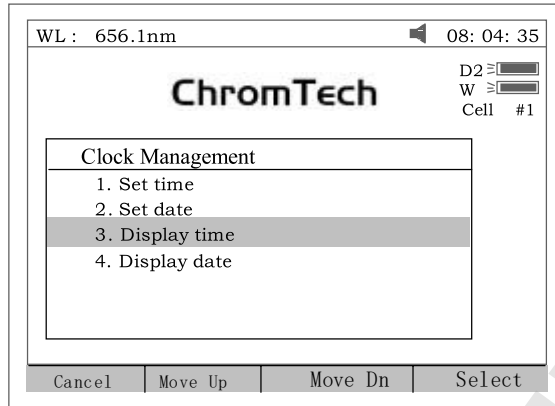 WL : 656.1nm 08: 04: 35
D2
W
ChromTech
Cell #1
Clock Management
1. Set time
2. Set date
3. Display time
4. Display date
Cancel Move Up Move Dn Select